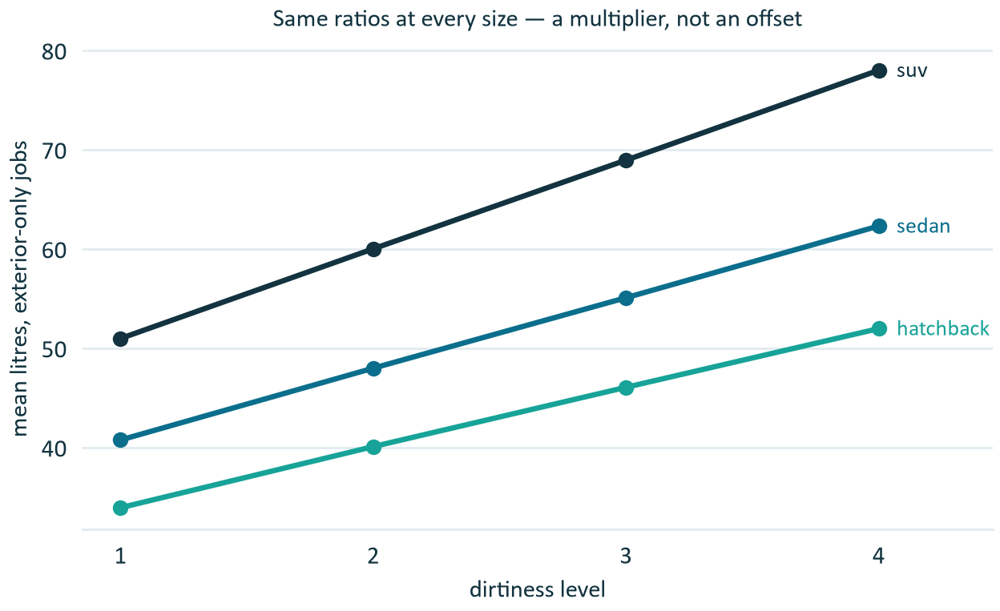 Same ratios at every size — a multiplier, not an offset
mean litres, exterior-only jobs
80
70
60
50
40
suv
sedan
hatchback
1 2 3 4
dirtiness level